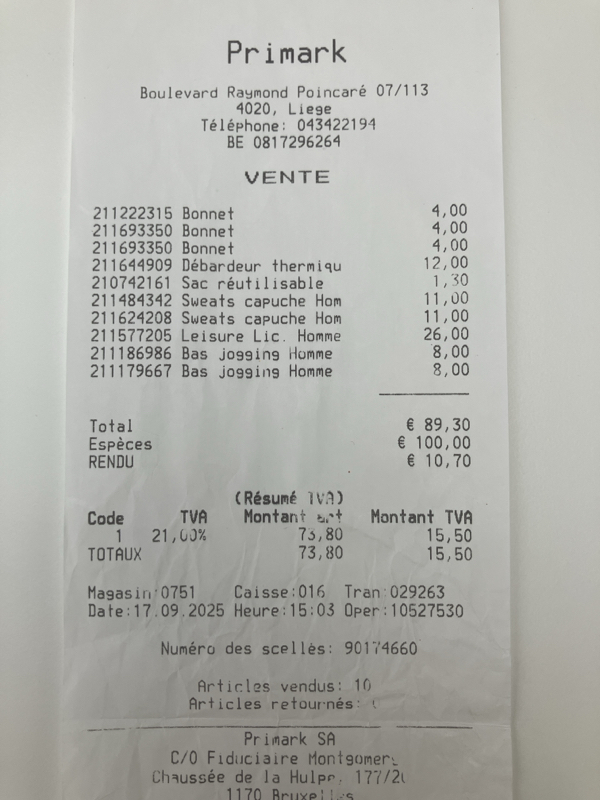 Primark
Boulevard Raymond Poincaré 07/113
4020, Liege
Téléphone: 043422194
BE 0817296264
VENTE
211222315 Bonnet 4,00
211693350 Bonnet 4,00
211693350 Bonnet 4,00
211644909 Débardeur thermiqu 12,00
210742161 Sac réutilisable 1,30
211484342 Sweats capuche Hom 11,00
211624208 Sweats capuche Hom 11,00
211577205 Leisure Lic. Homme 26,00
211186986 Bas jogging Homme 8,00
211179667 Bas jogging Homme 8,00
Total € 89,30
Espèces € 100,00
RENDU € 10,70
(Résumé TVA)
Code TVA Montant Montant TVA
1 21,00% 73,80 15,50
TOTAUX 73,80 15,50
Magasin:0751 Caisse:016 Tran:029263
Date:17.09.2025 Heure:15:03 Oper:10527530
Numéro des scellés: 90174660
Articles vendus: 10
Articles retournés:
Primark SA
C/O Fiduciaire Montgomery
Chaussée de la Hulpe,
1170 Bruxelles